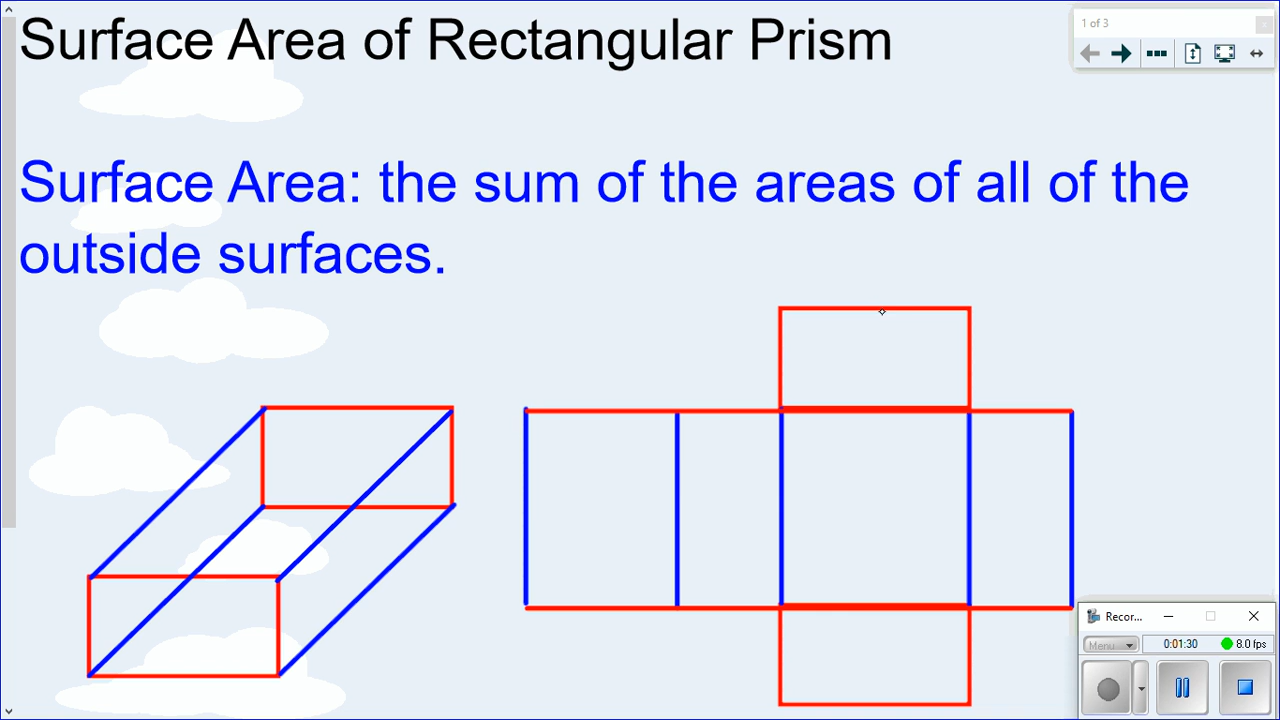 Surface Area of Rectangular Prism
1 of 3
Surface Area: the sum of the areas of all of the
outside surfaces.
Recor...
Menu
0:01:30
8.0 fps